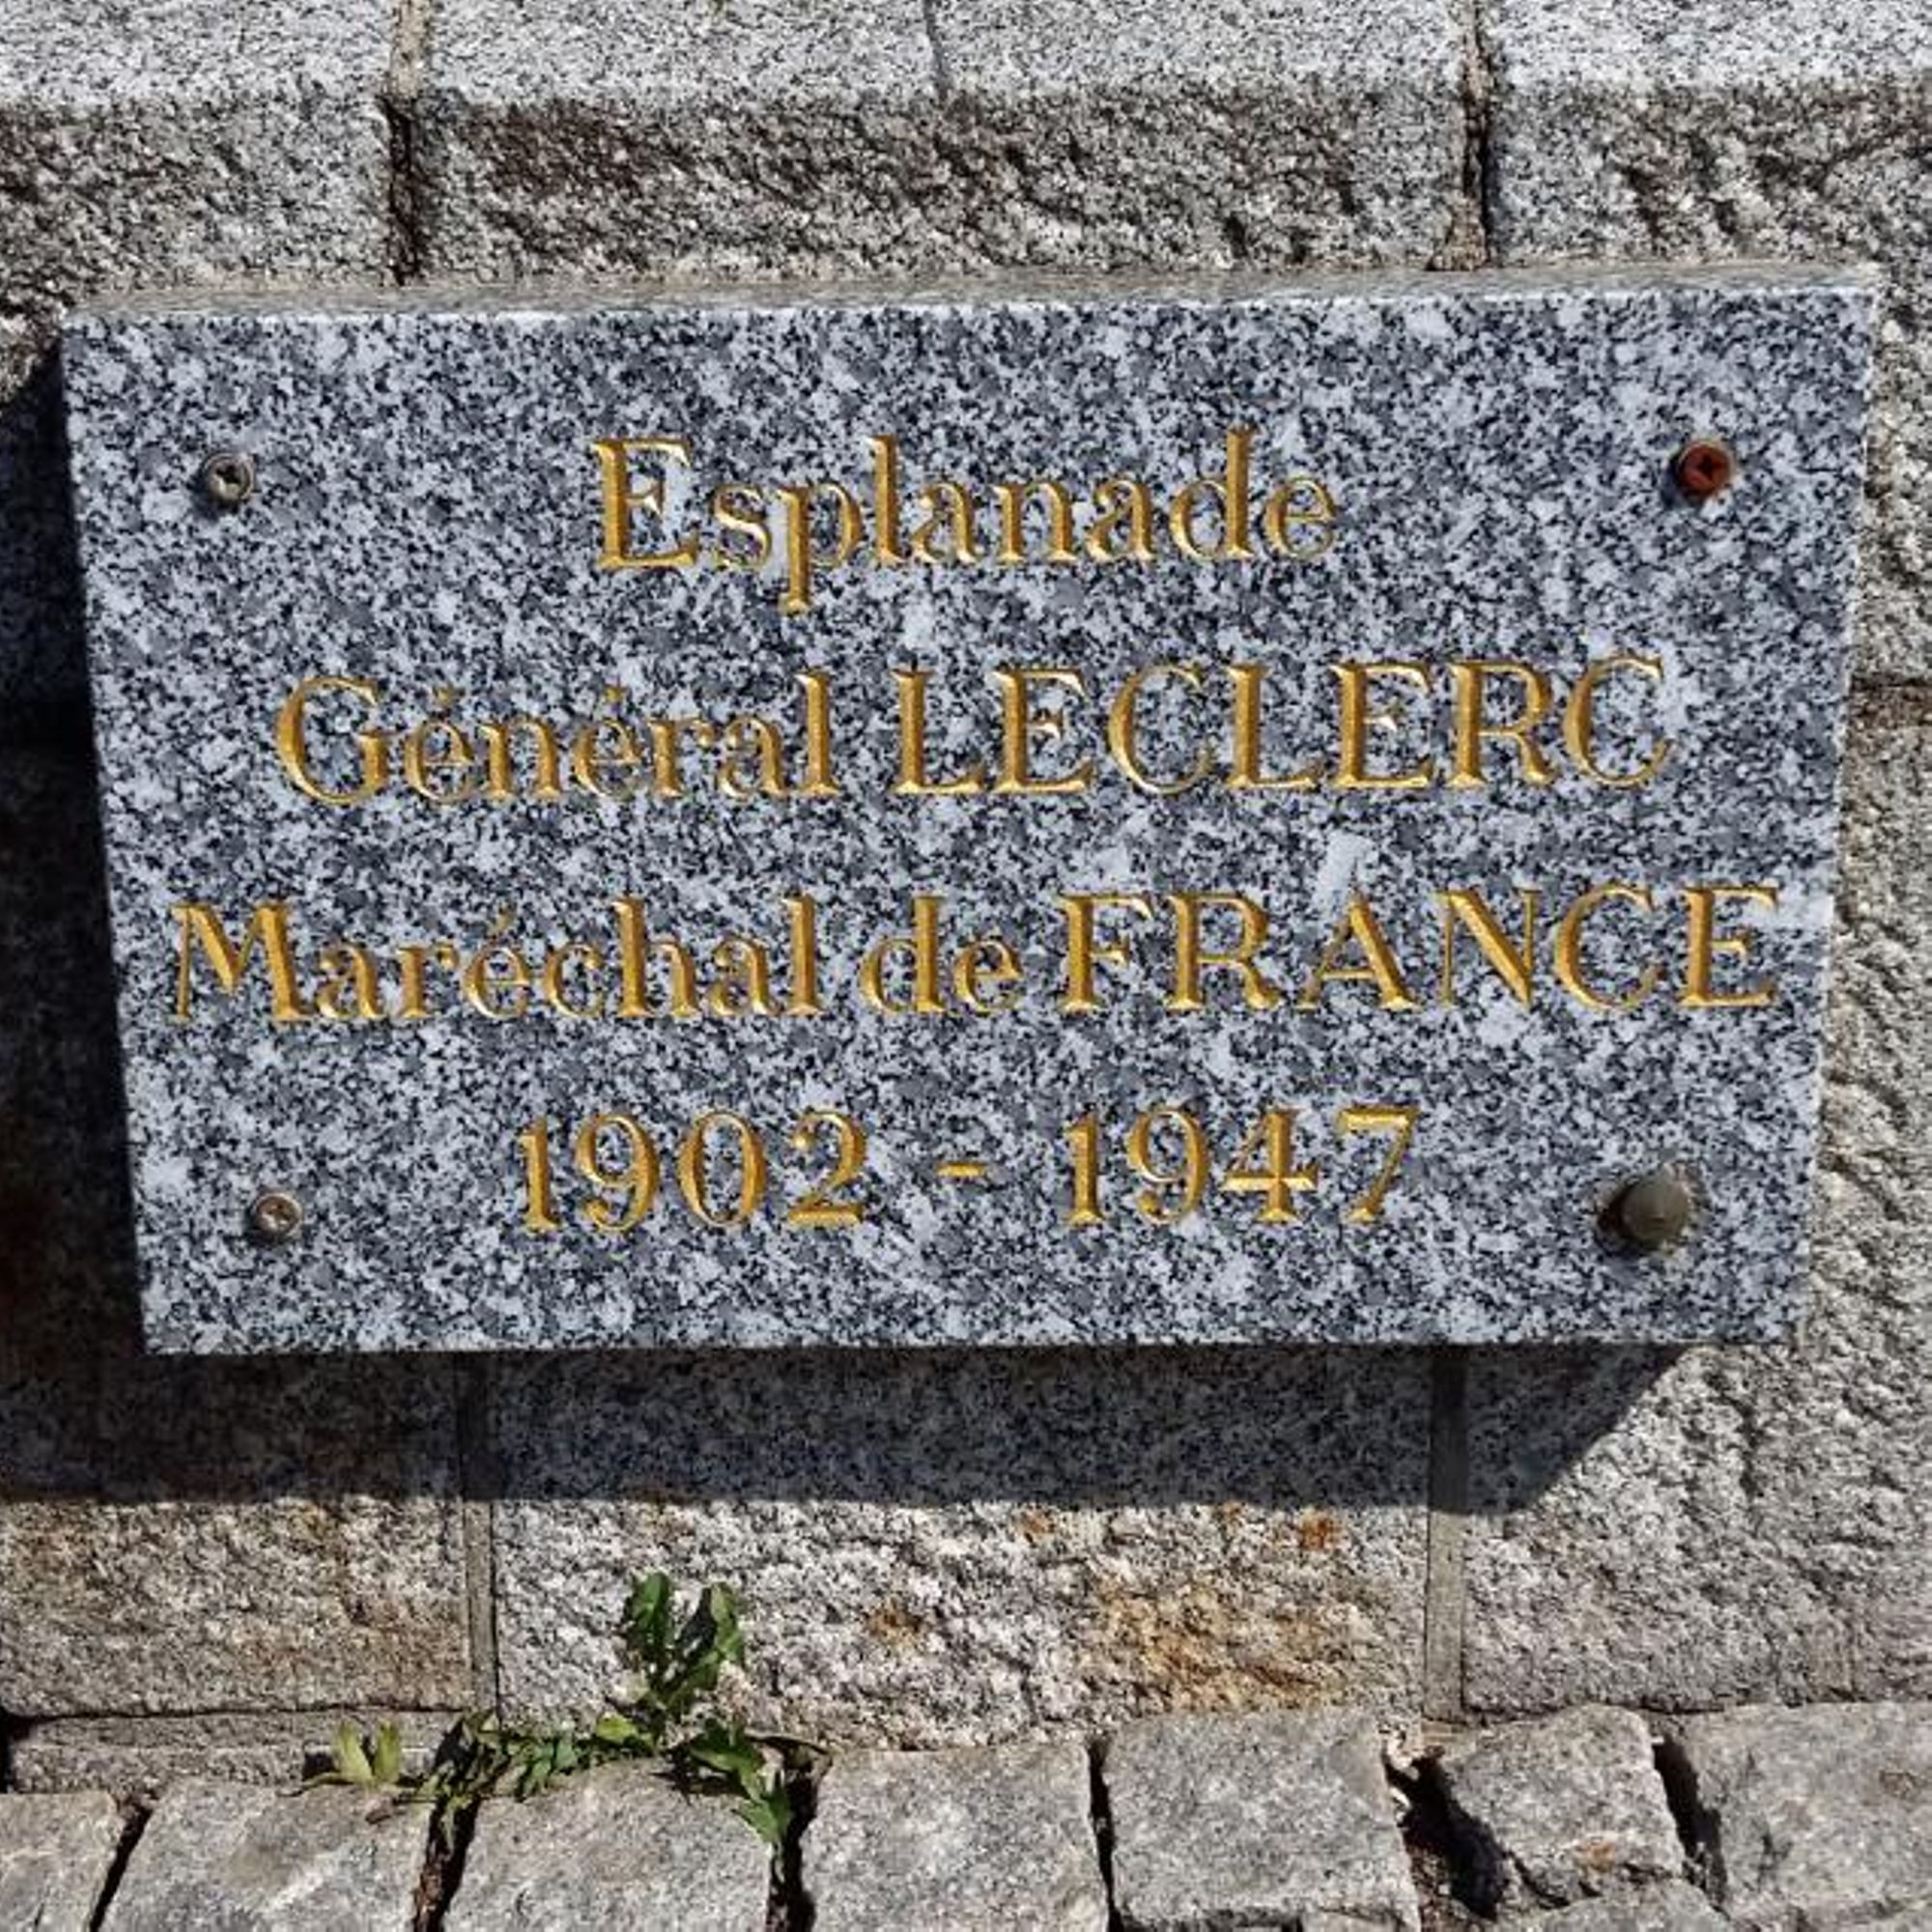 Esplanade
Général LECLERC
Maréchal de FRANCE
1902 - 1947